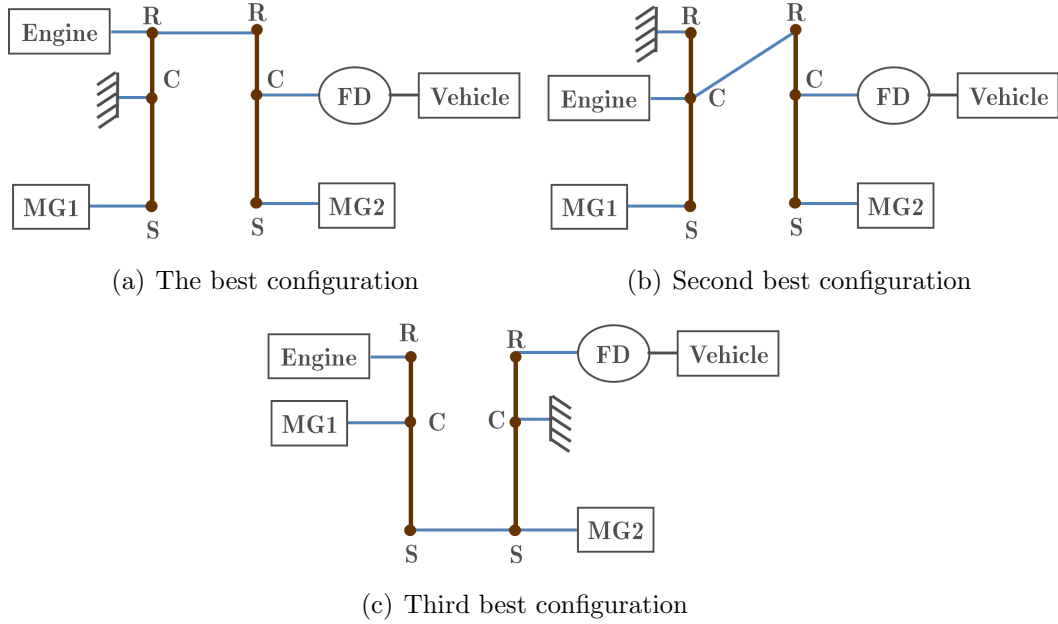 R R
Engine
C C
FD Vehicle
MG1 MG2
S S
(a) The best configuration
R R
C
FD Vehicle
Engine C
MG1 MG2
S S
(b) Second best configuration
R R
Engine FD Vehicle
MG1 C C
MG2
S S
(c) Third best configuration